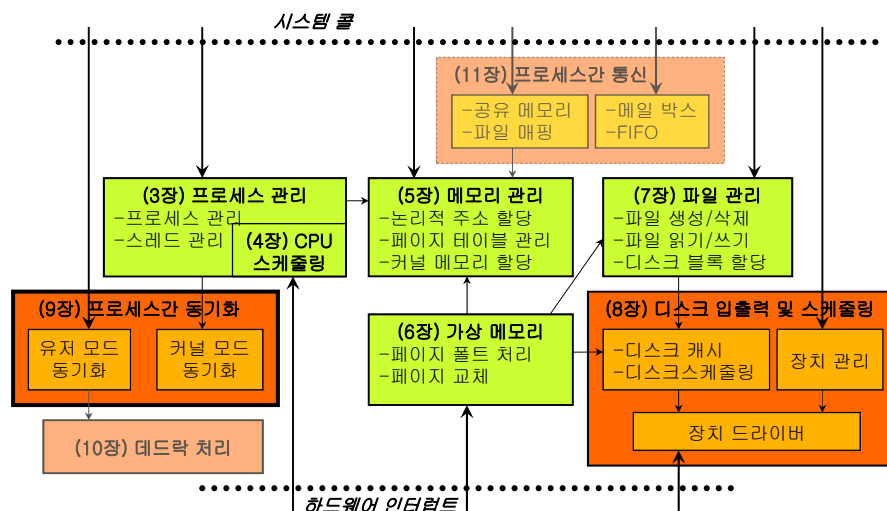 시스템 콜
(11장) 프로세스간 통신
-공유 메모리
-파일 매핑
-메일 박스
-FIFO
(3장) 프로세스 관리
-프로세스 관리
-스레드 관리
(4장) CPU
스케줄링
(5장) 메모리 관리
-논리적 주소 할당
-페이지 테이블 관리
-커널 메모리 할당
(7장) 파일 관리
-파일 생성/삭제
-파일 읽기/쓰기
-디스크 블록 할당
(9장) 프로세스간 동기화
유저 모드
동기화
커널 모드
동기화
(6장) 가상 메모리
-페이지 폴트 처리
-페이지 교체
(8장) 디스크 입출력 및 스케줄링
-디스크 캐시
-디스크스케줄링
장치 관리
장치 드라이버
(10장) 데드락 처리
하드웨어 인터럽트